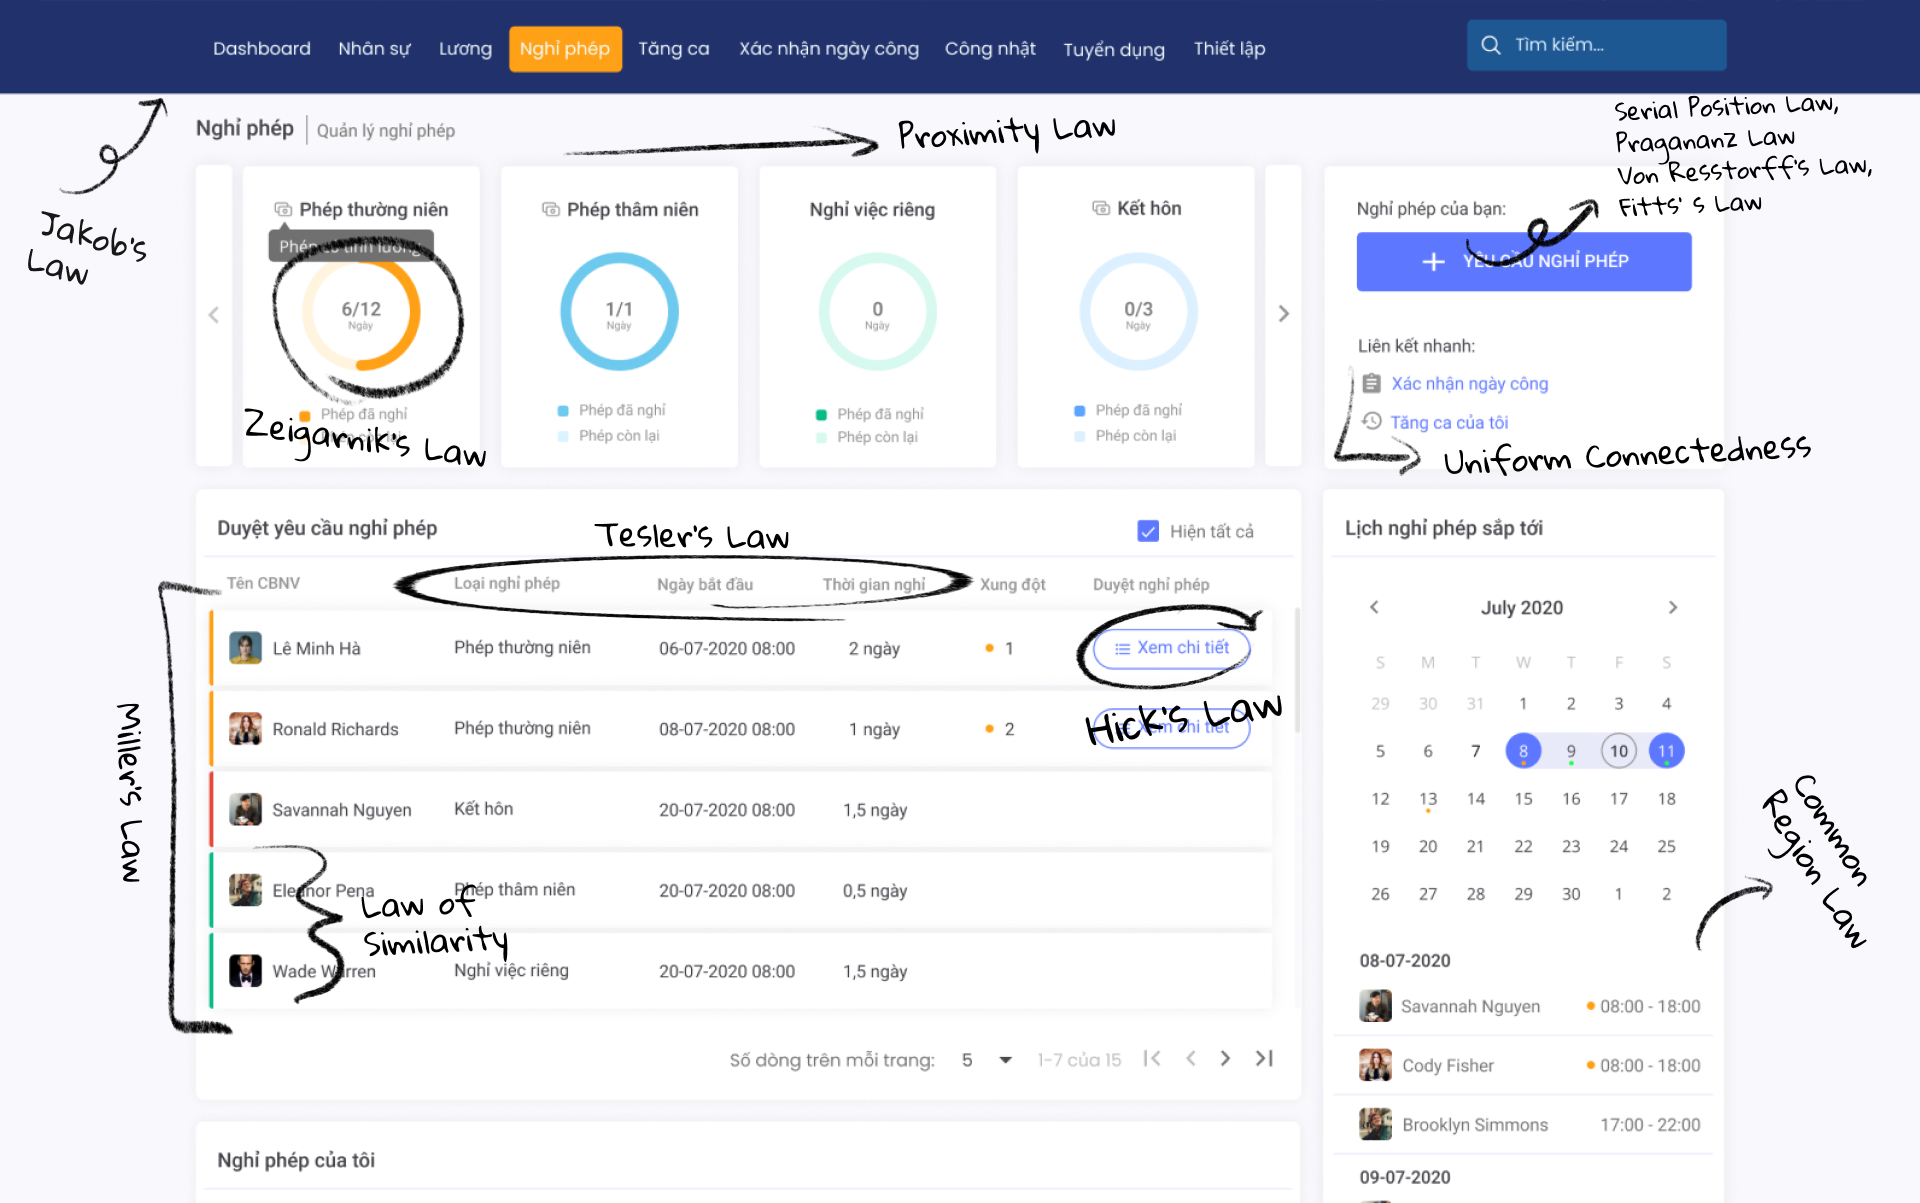 Dashboard
Nhân sự
Lương
Nghỉ phép
Tăng ca
Xác nhận ngày công
Công nhật
Tuyển dụng
Thiết lập
Tìm kiếm...
Nghỉ phép
Quản lý nghỉ phép
Proximity Law
Serial Position Law,
Pragananz Law
Von Resstorff's Law,
Fitts' s Law
Jakob's
Law
Phép thường niên
Phép có tính lương
6/12
Ngày
Phép đã nghỉ
Phép còn lại
Zeigarnik's Law
Phép thâm niên
1/1
Ngày
Phép đã nghỉ
Phép còn lại
Nghỉ việc riêng
0
Ngày
Phép đã nghỉ
Phép còn lại
Kết hôn
0/3
Ngày
Phép đã nghỉ
Phép còn lại
Nghỉ phép của bạn:
YÊU CẦU NGHỈ PHÉP
Liên kết nhanh:
Xác nhận ngày công
Tăng ca của tôi
Uniform Connectedness
Duyệt yêu cầu nghỉ phép
Tesler's Law
Hiện tất cả
Tên CBNV Loại nghỉ phép Ngày bắt đầu Thời gian nghỉ Xung đột Duyệt nghỉ phép
Lê Minh Hà Phép thường niên 06-07-2020 08:00 2 ngày 1 Xem chi tiết
Hick's Law
Ronald Richards Phép thường niên 08-07-2020 08:00 1 ngày 2 Xem chi tiết
Savannah Nguyen Kết hôn 20-07-2020 08:00 1,5 ngày
Eleanor Pena Phép thâm niên 20-07-2020 08:00 0,5 ngày
Wade Warren Nghỉ việc riêng 20-07-2020 08:00 1,5 ngày
Miller's Law
Law of
Similarity
Số dòng trên mỗi trang: 5 1-7 của 15
Nghỉ phép của tôi
Lịch nghỉ phép sắp tới
July 2020
S M T W T F S
29 30 31 1 2 3 4
5 6 7 8 9 10 11
12 13 14 15 16 17 18
19 20 21 22 23 24 25
26 27 28 29 30 1 2
Common
Region Law
08-07-2020
Savannah Nguyen 08:00 - 18:00
Cody Fisher 08:00 - 18:00
Brooklyn Simmons 17:00 - 22:00
09-07-2020